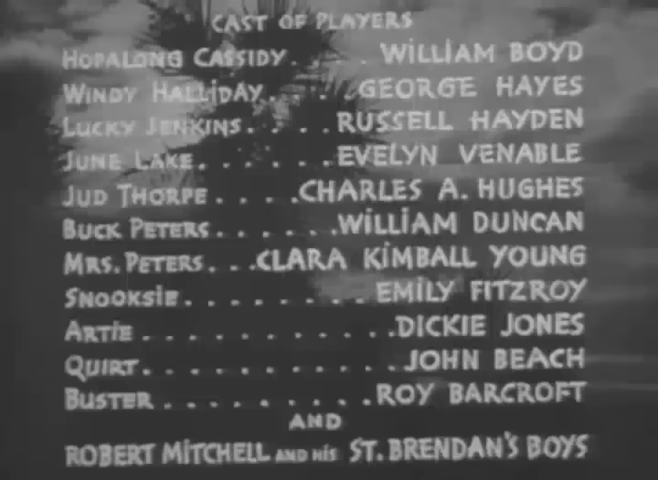 CAST OF PLAYERS
HOPALONG CASSIDY. . . . . WILLIAM BOYD
WINDY HALLIDAY. . . . . GEORGE HAYES
LUCKY JENKINS. . . . . RUSSELL HAYDEN
JUNE LAKE. . . . . . EVELYN VENABLE
JUD THORPE . . . . .CHARLES A. HUGHES
BUCK PETERS. . . . . . .WILLIAM DUNCAN
MRS. PETERS. . . .CLARA KIMBALL YOUNG
SNOOKSIE. . . . . . . . . EMILY FITZROY
ARTIE . . . . . . . . . . . .DICKIE JONES
QUIRT. . . . . . . . . . . .JOHN BEACH
BUSTER . . . . . . . . . .ROY BARCROFT
AND
ROBERT MITCHELL AND HIS ST. BRENDAN'S BOYS